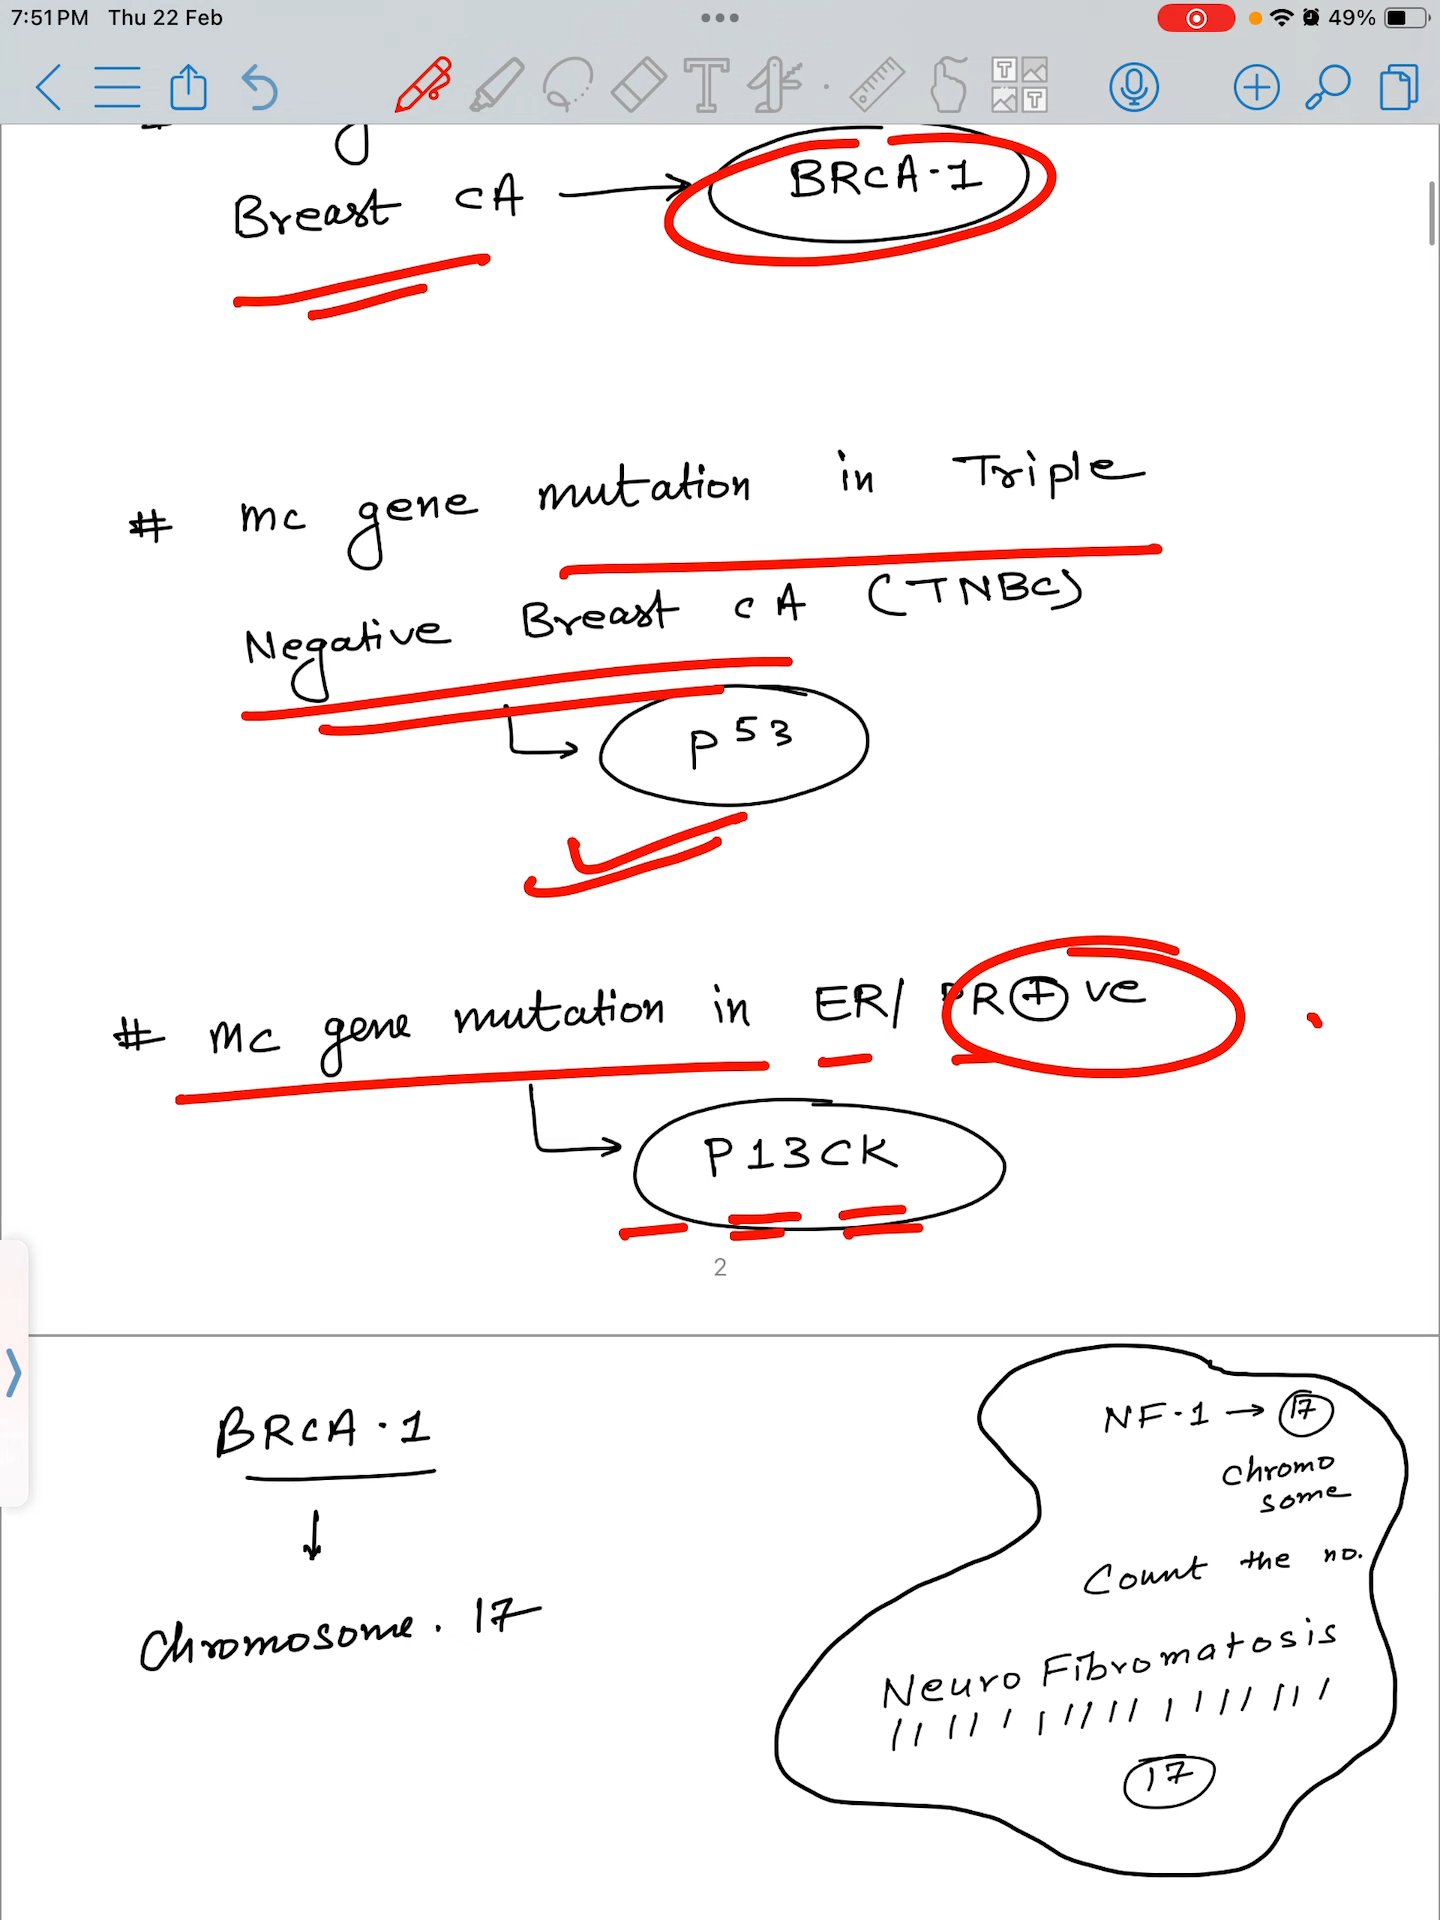 7:51 PM Thu 22 Feb
49%
Breast CA → BRCA-1
# mc gene mutation in Triple
Negative Breast CA (TNBC)
P53
# mc gene mutation in ER/ PR ⊕ve
P13CK
2
BRCA-1
↓
Chromosome. 17
NF-1 → 17
chromo
some
Count the no.
Neuro Fibromatosis
17